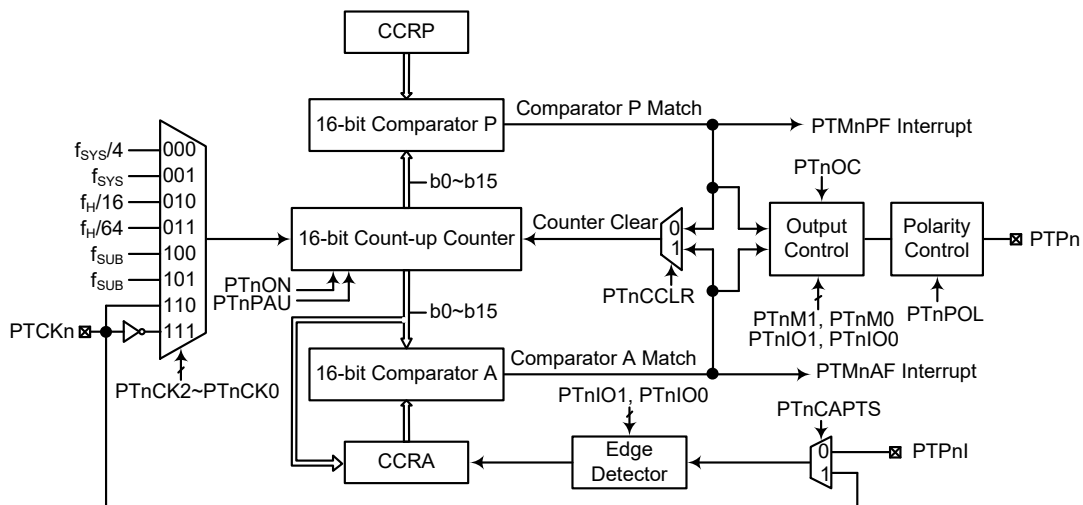 CCRP
16-bit Comparator P
Comparator P Match
PTMnPF Interrupt
fSYS/4
000
fSYS
001
fH/16
010
fH/64
011
fSUB
100
fSUB
101
110
111
PTCKn
PTnCK2~PTnCK0
b0~b15
16-bit Count-up Counter
Counter Clear
0
1
PTnCCLR
PTnON
PTnPAU
b0~b15
PTnOC
Output
Control
Polarity
Control
PTPn
PTnM1, PTnM0
PTnIO1, PTnIO0
PTnPOL
16-bit Comparator A
Comparator A Match
PTMnAF Interrupt
PTnIO1, PTnIO0
PTnCAPTS
CCRA
Edge
Detector
0
1
PTPnI